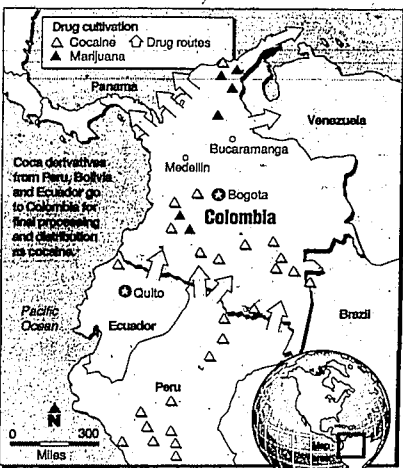 Drug cultivation
Cocaine Drug routes
Marijuana
Panama
Venezuela
Bucaramanga
Medellin
Coca derivatives
from Peru, Bolivia
and Ecuador go
to Colombia for
final processing
and distribution
as cocaine.
Bogota
Colombia
Quito
Pacific
Ocean
Ecuador
Brazil
Peru
N
0 300
Miles
Map
area